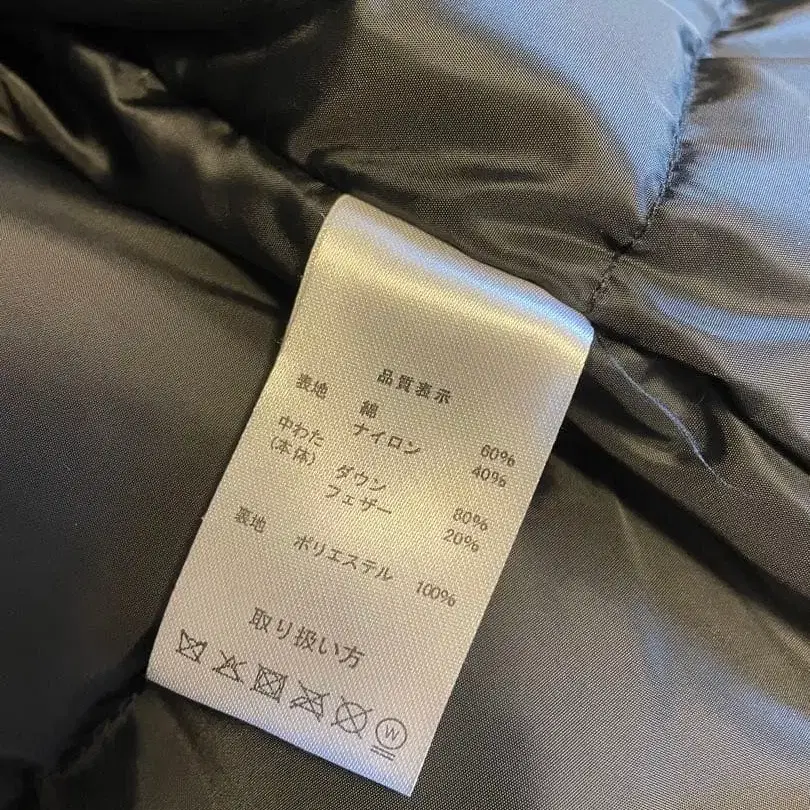 品質表示
表地 綿 60%
ナイロン 40%
中わた
(本体) ダウン 80%
フェザー 20%
裏地 ポリエステル 100%
取り扱い方
W